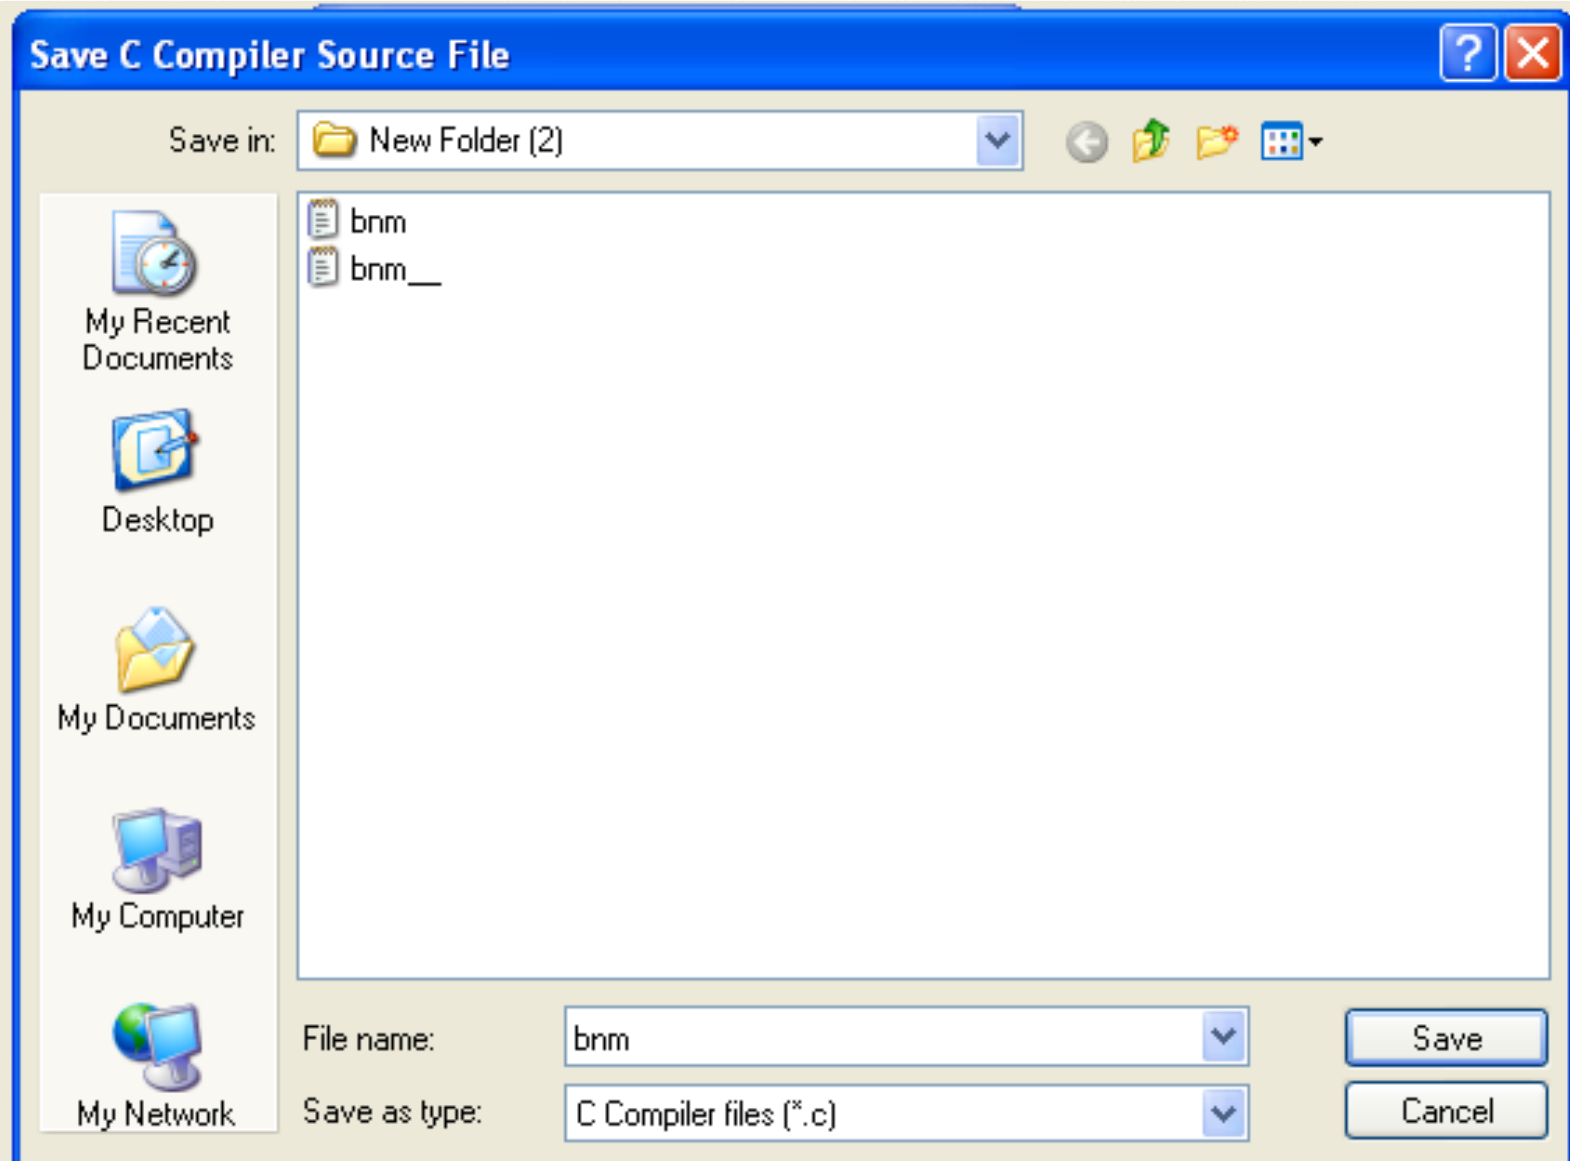 Save C Compiler Source File
Save in:
New Folder (2)
bnm
bnm__
My Recent
Documents
Desktop
My Documents
My Computer
My Network
File name:
bnm
Save
Save as type:
C Compiler files (*.c)
Cancel